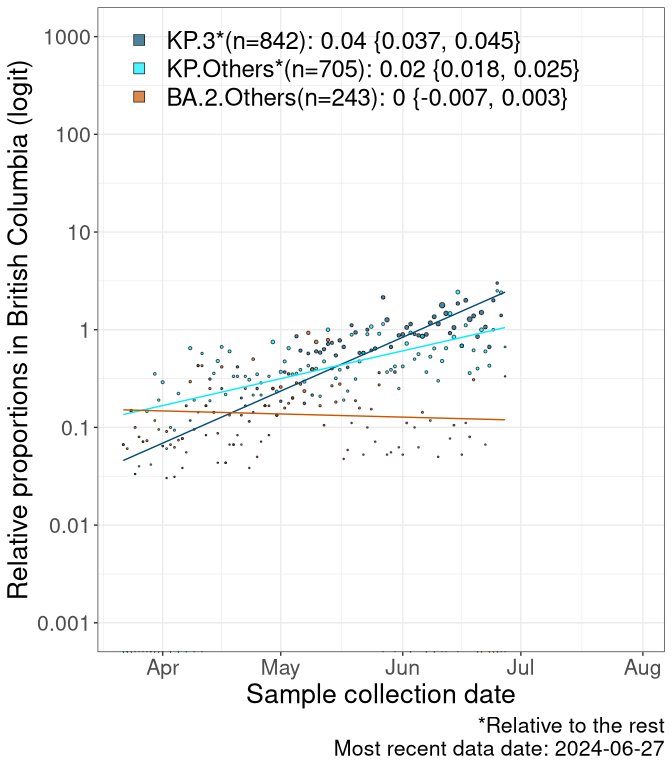 KP.3*(n=842): 0.04 {0.037, 0.045}
KP.Others*(n=705): 0.02 {0.018, 0.025}
BA.2.Others(n=243): 0 {-0.007, 0.003}
Relative proportions in British Columbia (logit)
1000
100
10
1
0.1
0.01
0.001
Apr May Jun Jul Aug
Sample collection date
*Relative to the rest
Most recent data date: 2024-06-27